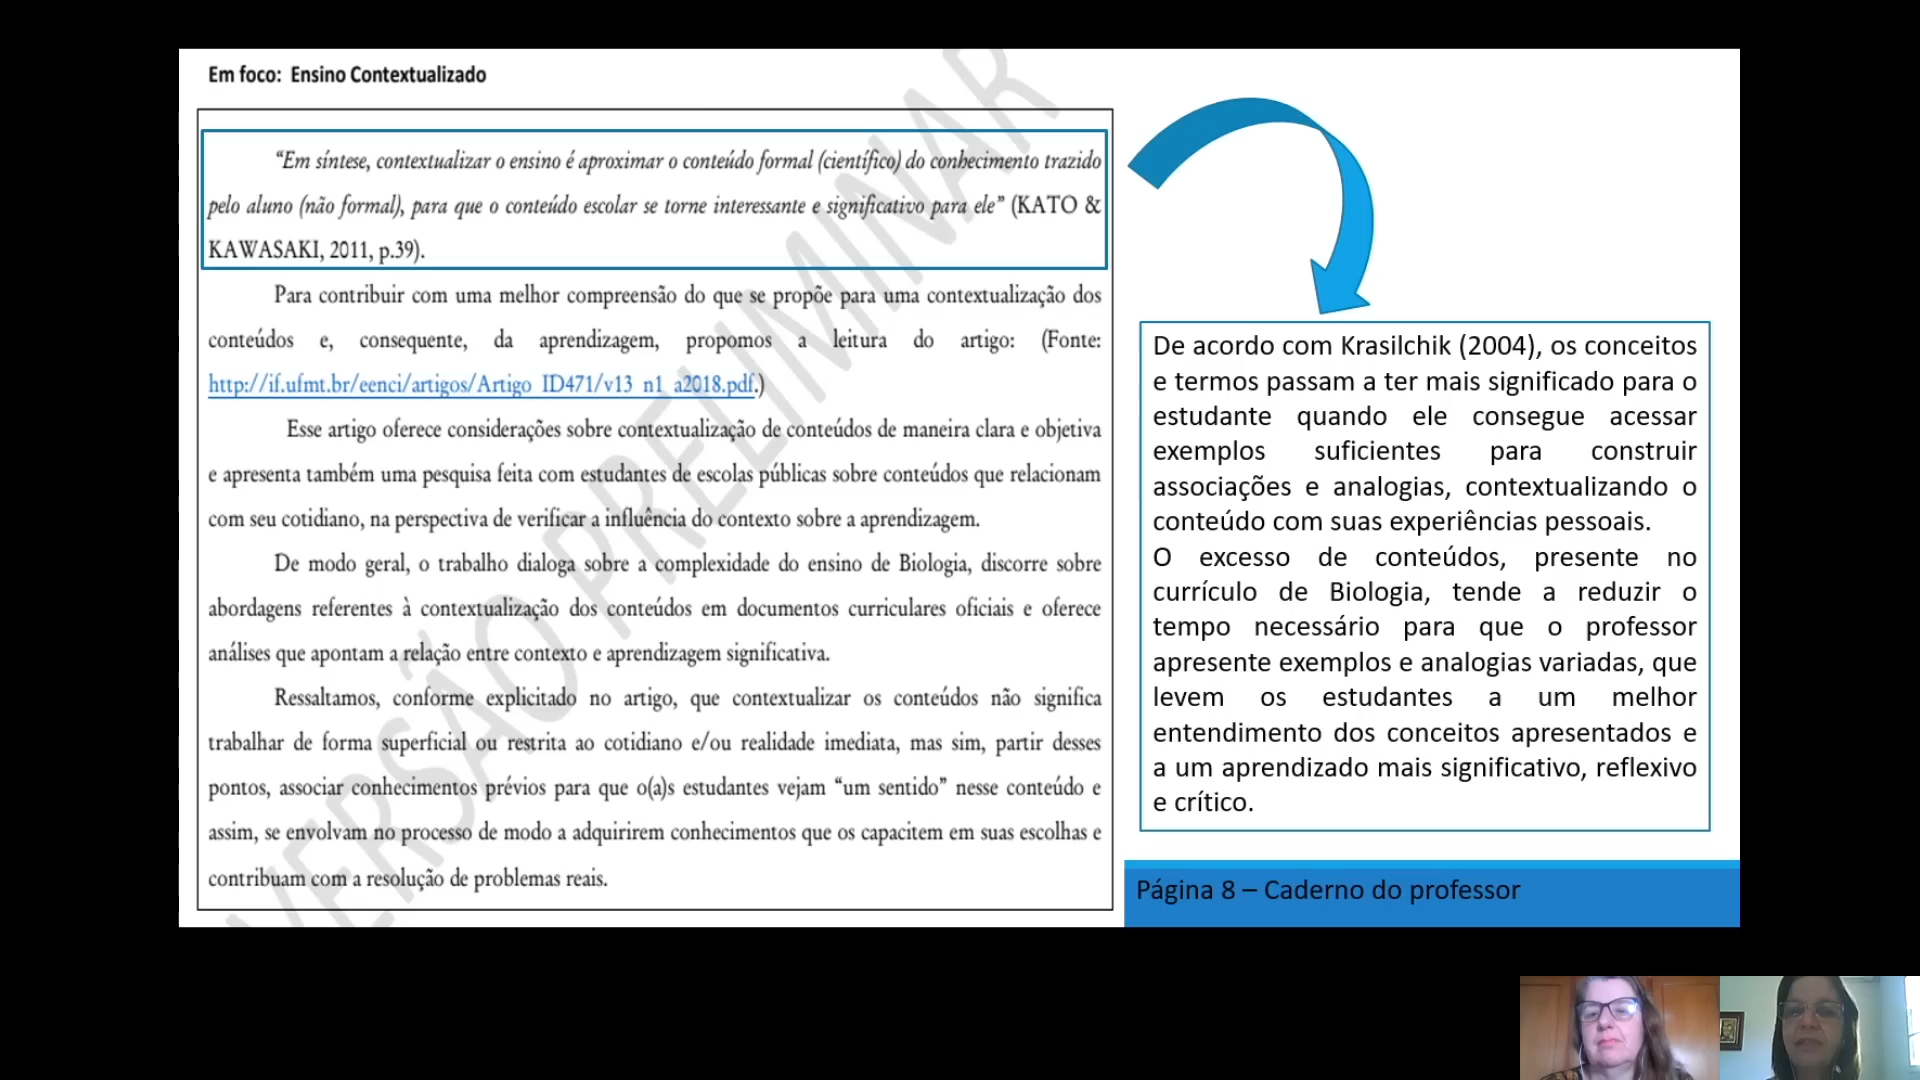 Em foco: Ensino Contextualizado
“Em síntese, contextualizar o ensino é aproximar o conteúdo formal (científico) do conhecimento trazido
pelo aluno (não formal), para que o conteúdo escolar se torne interessante e significativo para ele” (KATO &
KAWASAKI, 2011, p.39).
Para contribuir com uma melhor compreensão do que se propõe para uma contextualização dos
conteúdos e, consequente, da aprendizagem, propomos a leitura do artigo: (Fonte:
http://if.ufmt.br/eenci/artigos/Artigo_ID471/v13_n1_a2018.pdf.)
Esse artigo oferece considerações sobre contextualização de conteúdos de maneira clara e objetiva
e apresenta também uma pesquisa feita com estudantes de escolas públicas sobre conteúdos que relacionam
com seu cotidiano, na perspectiva de verificar a influência do contexto sobre a aprendizagem.
De modo geral, o trabalho dialoga sobre a complexidade do ensino de Biologia, discorre sobre
abordagens referentes à contextualização dos conteúdos em documentos curriculares oficiais e oferece
análises que apontam a relação entre contexto e aprendizagem significativa.
Ressaltamos, conforme explicitado no artigo, que contextualizar os conteúdos não significa
trabalhar de forma superficial ou restrita ao cotidiano e/ou realidade imediata, mas sim, partir desses
pontos, associar conhecimentos prévios para que o(a)s estudantes vejam “um sentido” nesse conteúdo e
assim, se envolvam no processo de modo a adquirirem conhecimentos que os capacitem em suas escolhas e
contribuam com a resolução de problemas reais.
VERSÃO PRELIMINAR
De acordo com Krasilchik (2004), os conceitos
e termos passam a ter mais significado para o
estudante quando ele consegue acessar
exemplos suficientes para construir
associações e analogias, contextualizando o
conteúdo com suas experiências pessoais.
O excesso de conteúdos, presente no
currículo de Biologia, tende a reduzir o
tempo necessário para que o professor
apresente exemplos e analogias variadas, que
levem os estudantes a um melhor
entendimento dos conceitos apresentados e
a um aprendizado mais significativo, reflexivo
e crítico.
Página 8 – Caderno do professor